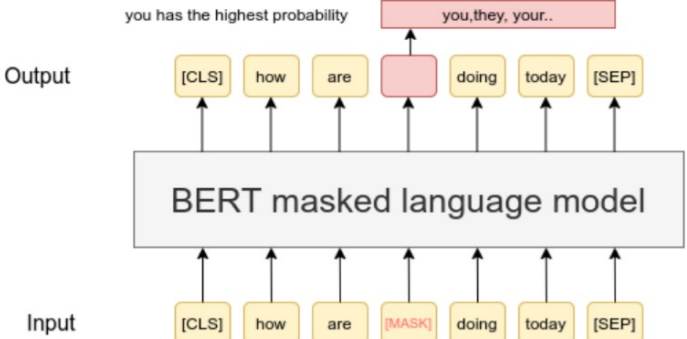 you has the highest probability
you,they, your..
Output
[CLS] how are doing today [SEP]
BERT masked language model
Input
[CLS] how are [MASK] doing today [SEP]